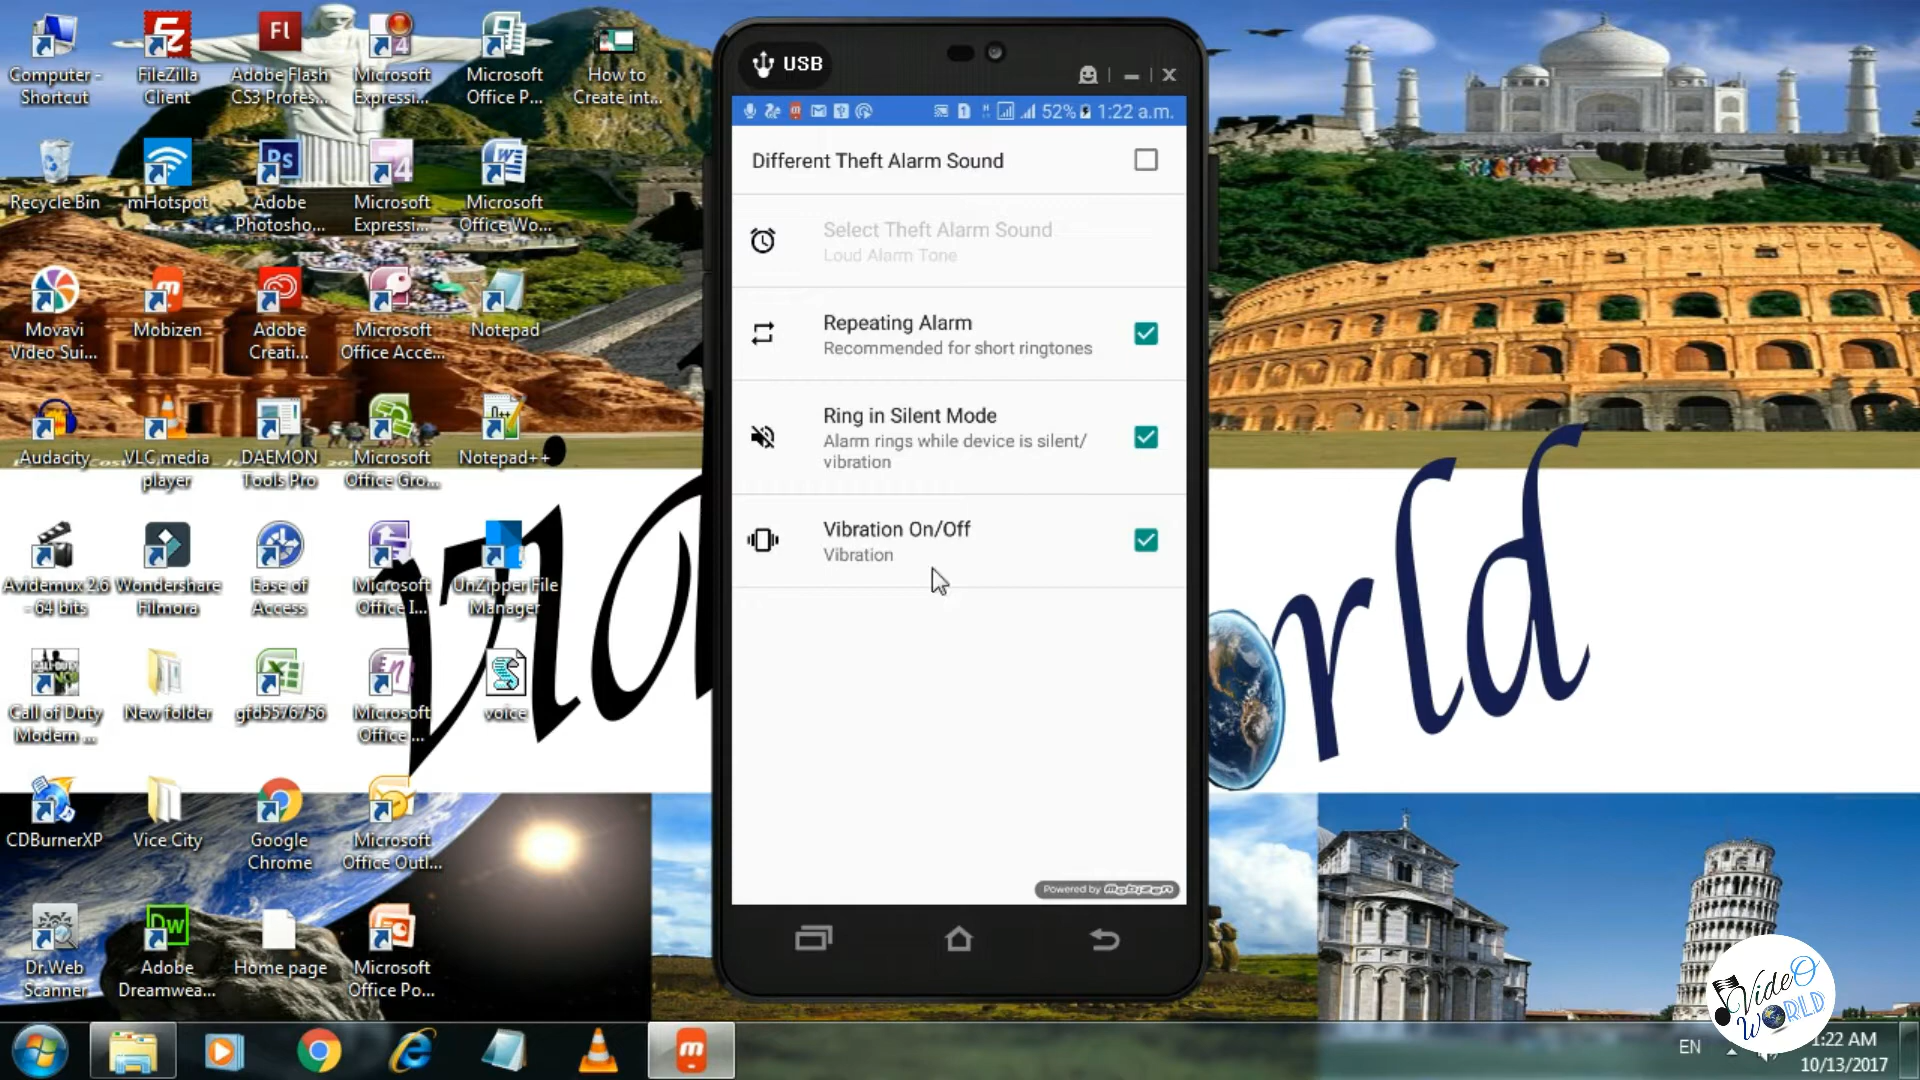 Computer - Shortcut
FileZilla Client
Adobe Flash CS3 Profes...
Microsoft Expressi...
Microsoft Office P...
How to Create int...
Recycle Bin
mHotspot
Adobe Photosho...
Microsoft Expressi...
Microsoft Office Wo...
Movavi Video Sui...
Mobizen
Adobe Creati...
Microsoft Office Acce...
Notepad
Audacity
VLC media player
DAEMON Tools Pro
Microsoft Office Gro...
Notepad++
Avidemux 2.6 - 64 bits
Wondershare Filmora
Ease of Access
Microsoft Office I...
UnZipper File Manager
Call of Duty Modern ...
New folder
gfd5576756
Microsoft Office ...
voice
CDBurnerXP
Vice City
Google Chrome
Microsoft Office Outl...
Dr.Web Scanner
Adobe Dreamwea...
Home page
Microsoft Office Po...
USB
52% 1:22 a.m.
Different Theft Alarm Sound
Select Theft Alarm Sound
Loud Alarm Tone
Repeating Alarm
Recommended for short ringtones
Ring in Silent Mode
Alarm rings while device is silent/
vibration
Vibration On/Off
Vibration
Powered by mobizen
rld
VideO
WORLD
EN
1:22 AM
10/13/2017